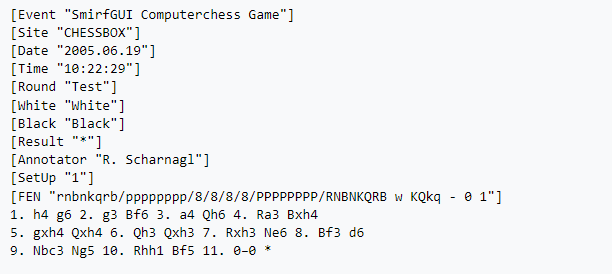 [Event "SmirfGUI Computerchess Game"]
[Site "CHESSBOX"]
[Date "2005.06.19"]
[Time "10:22:29"]
[Round "Test"]
[White "White"]
[Black "Black"]
[Result "*"]
[Annotator "R. Scharnagl"]
[SetUp "1"]
[FEN "rnbnkqrb/pppppppp/8/8/8/8/PPPPPPPP/RNBNKQRB w KQkq - 0 1"]
1. h4 g6 2. g3 Bf6 3. a4 Qh6 4. Ra3 Bxh4
5. gxh4 Qxh4 6. Qh3 Qxh3 7. Rxh3 Ne6 8. Bf3 d6
9. Nbc3 Ng5 10. Rhh1 Bf5 11. 0–0 *